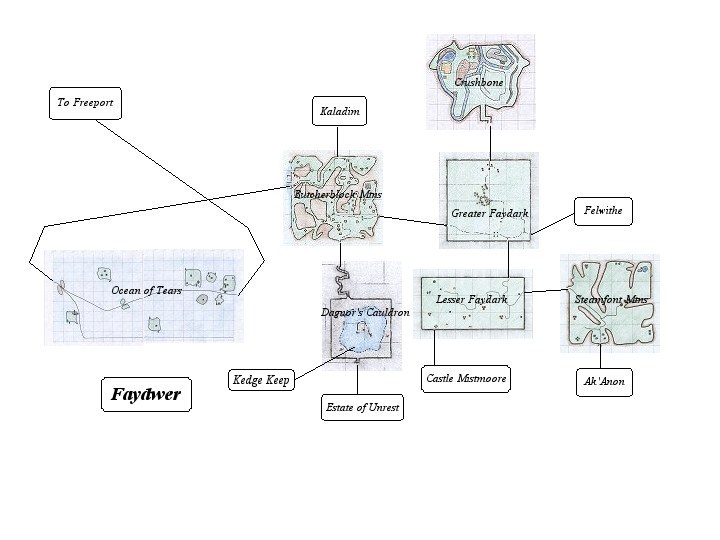 Crushbone
To Freeport
Kaladim
Butcherblock Mtns
Greater Faydark
Felwithe
Ocean of Tears
Dagnor's Cauldron
Lesser Faydark
Steamfont Mtns
Kedge Keep
Castle Mistmoore
Ak'Anon
Faydwer
Estate of Unrest